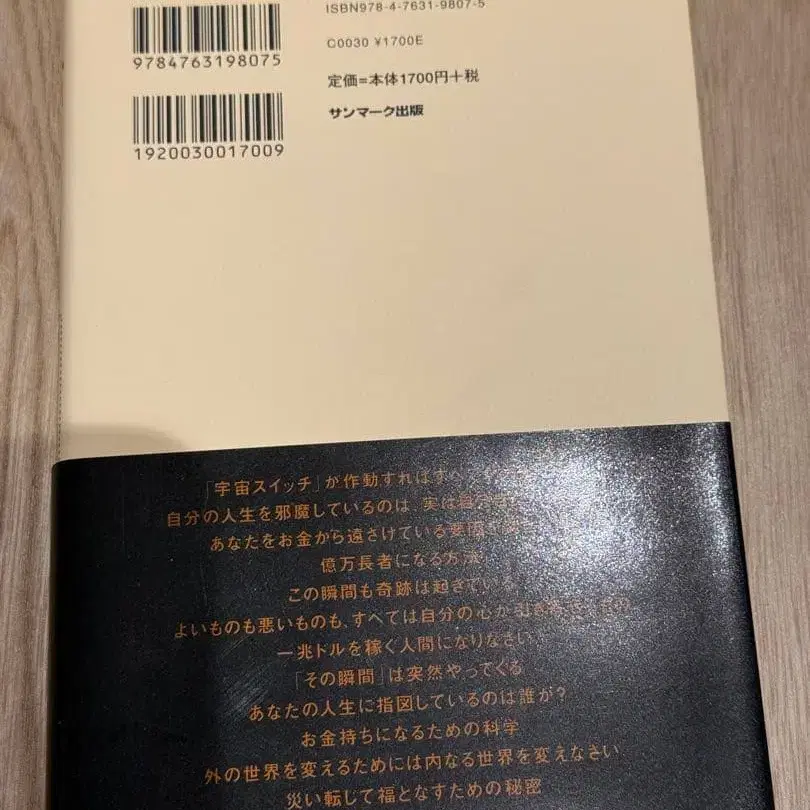 ISBN978-4-7631-9807-5
9784763198075
C0030 ¥1700E
定価=本体1700円+税
1920030017009
サンマーク出版
「宇宙スイッチ」が作動すればすべて
自分の人生を邪魔しているのは、実は自分
あなたをお金から遠ざけている要因
億万長者になる方法
この瞬間も奇跡は起きている
よいものも悪いものも、すべては自分の心が引き
一兆ドルを稼ぐ人間になりなさい
「その瞬間」は突然やってくる
あなたの人生に指図しているのは誰か?
お金持ちになるための科学
外の世界を変えるためには内なる世界を変えなさい
災い転じて福となすための秘密